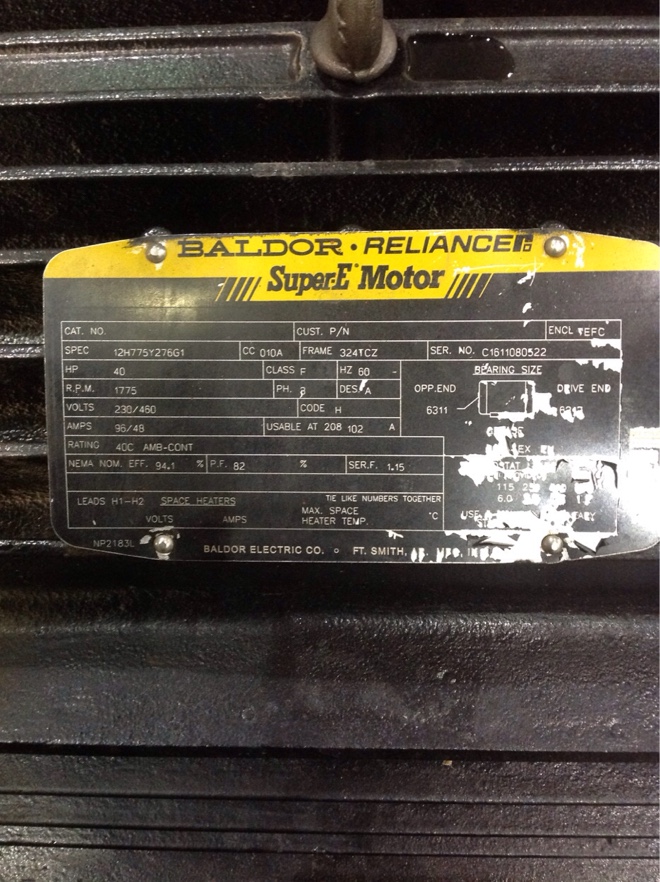 BALDOR • RELIANCE
Super-E Motor
CAT. NO. CUST. P/N ENCL TEFC
SPEC 12H775Y276G1 CC 010A FRAME 324TCZ SER. NO. C1611080522
HP 40 CLASS F HZ 60 BEARING SIZE
R.P.M. 1775 PH. 3 DES. A OPP.END DRIVE END
VOLTS 230/460 CODE H 6311
AMPS 96/48 USABLE AT 208 102 A
RATING 40C AMB-CONT
NEMA NOM. EFF. 94.1 % P.F. 82 % SER.F. 1.15
115
6.0
LEADS H1-H2 SPACE HEATERS TIE LIKE NUMBERS TOGETHER
VOLTS AMPS MAX. SPACE HEATER TEMP. °C
NP2183L
BALDOR ELECTRIC CO. FT. SMITH,